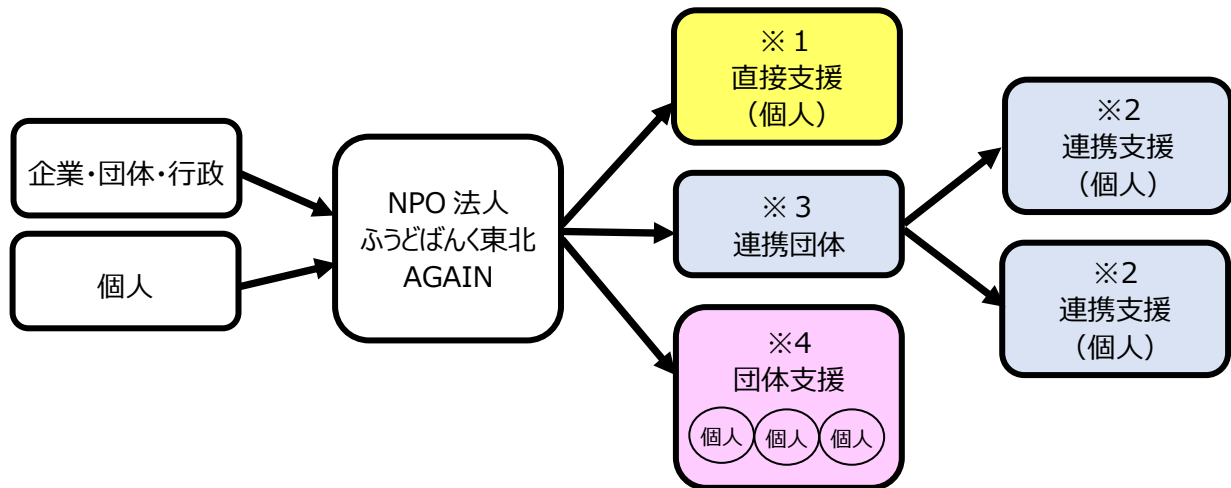 企業・団体・行政
個人
NPO 法人
ふうどばんく東北
AGAIN
※１
直接支援
（個人）
※３
連携団体
※4
団体支援
個人 個人 個人
※2
連携支援
（個人）
※2
連携支援
（個人）